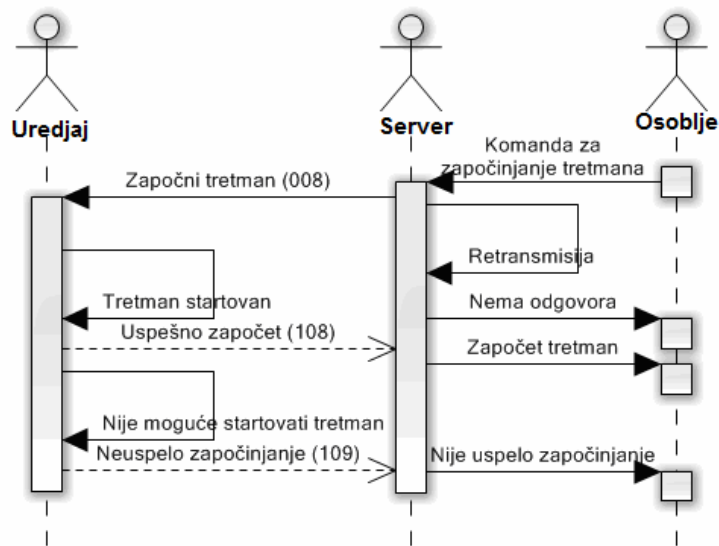 Uredjaj
Server
Osoblje
Komanda za
započinjanje tretmana
Započni tretman (008)
Retransmisija
Tretman startovan
Nema odgovora
Uspešno započet (108)
Započet tretman
Nije moguće startovati tretman
Neuspelo započinjanje (109)
Nije uspelo započinjanje